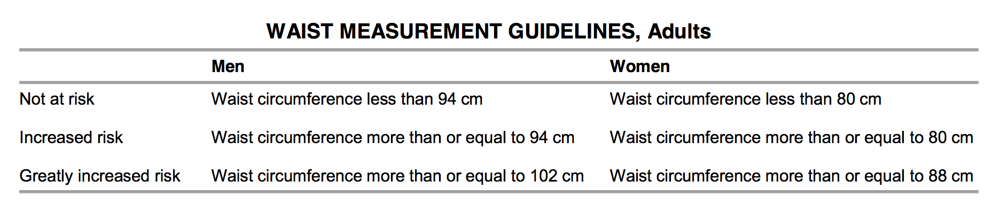 WAIST MEASUREMENT GUIDELINES, Adults
Men Women
Not at risk Waist circumference less than 94 cm Waist circumference less than 80 cm
Increased risk Waist circumference more than or equal to 94 cm Waist circumference more than or equal to 80 cm
Greatly increased risk Waist circumference more than or equal to 102 cm Waist circumference more than or equal to 88 cm